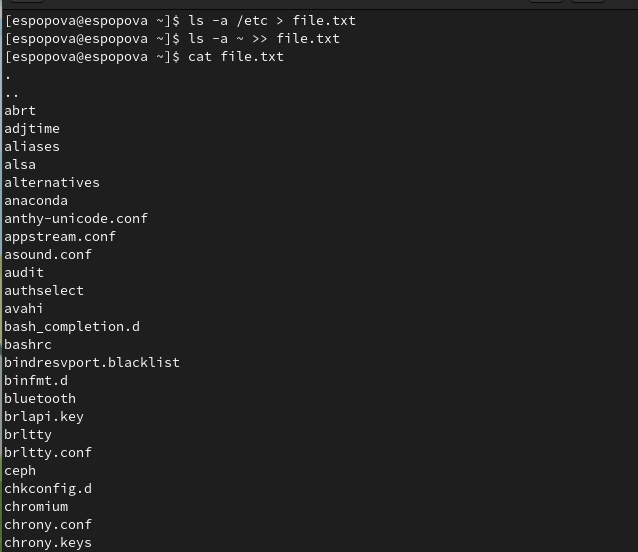 [espopova@espopova ~]$ ls -a /etc > file.txt
[espopova@espopova ~]$ ls -a ~ >> file.txt
[espopova@espopova ~]$ cat file.txt
.
..
abrt
adjtime
aliases
alsa
alternatives
anaconda
anthy-unicode.conf
appstream.conf
asound.conf
audit
authselect
avahi
bash_completion.d
bashrc
bindresvport.blacklist
binfmt.d
bluetooth
brlapi.key
brltty
brltty.conf
ceph
chkconfig.d
chromium
chrony.conf
chrony.keys